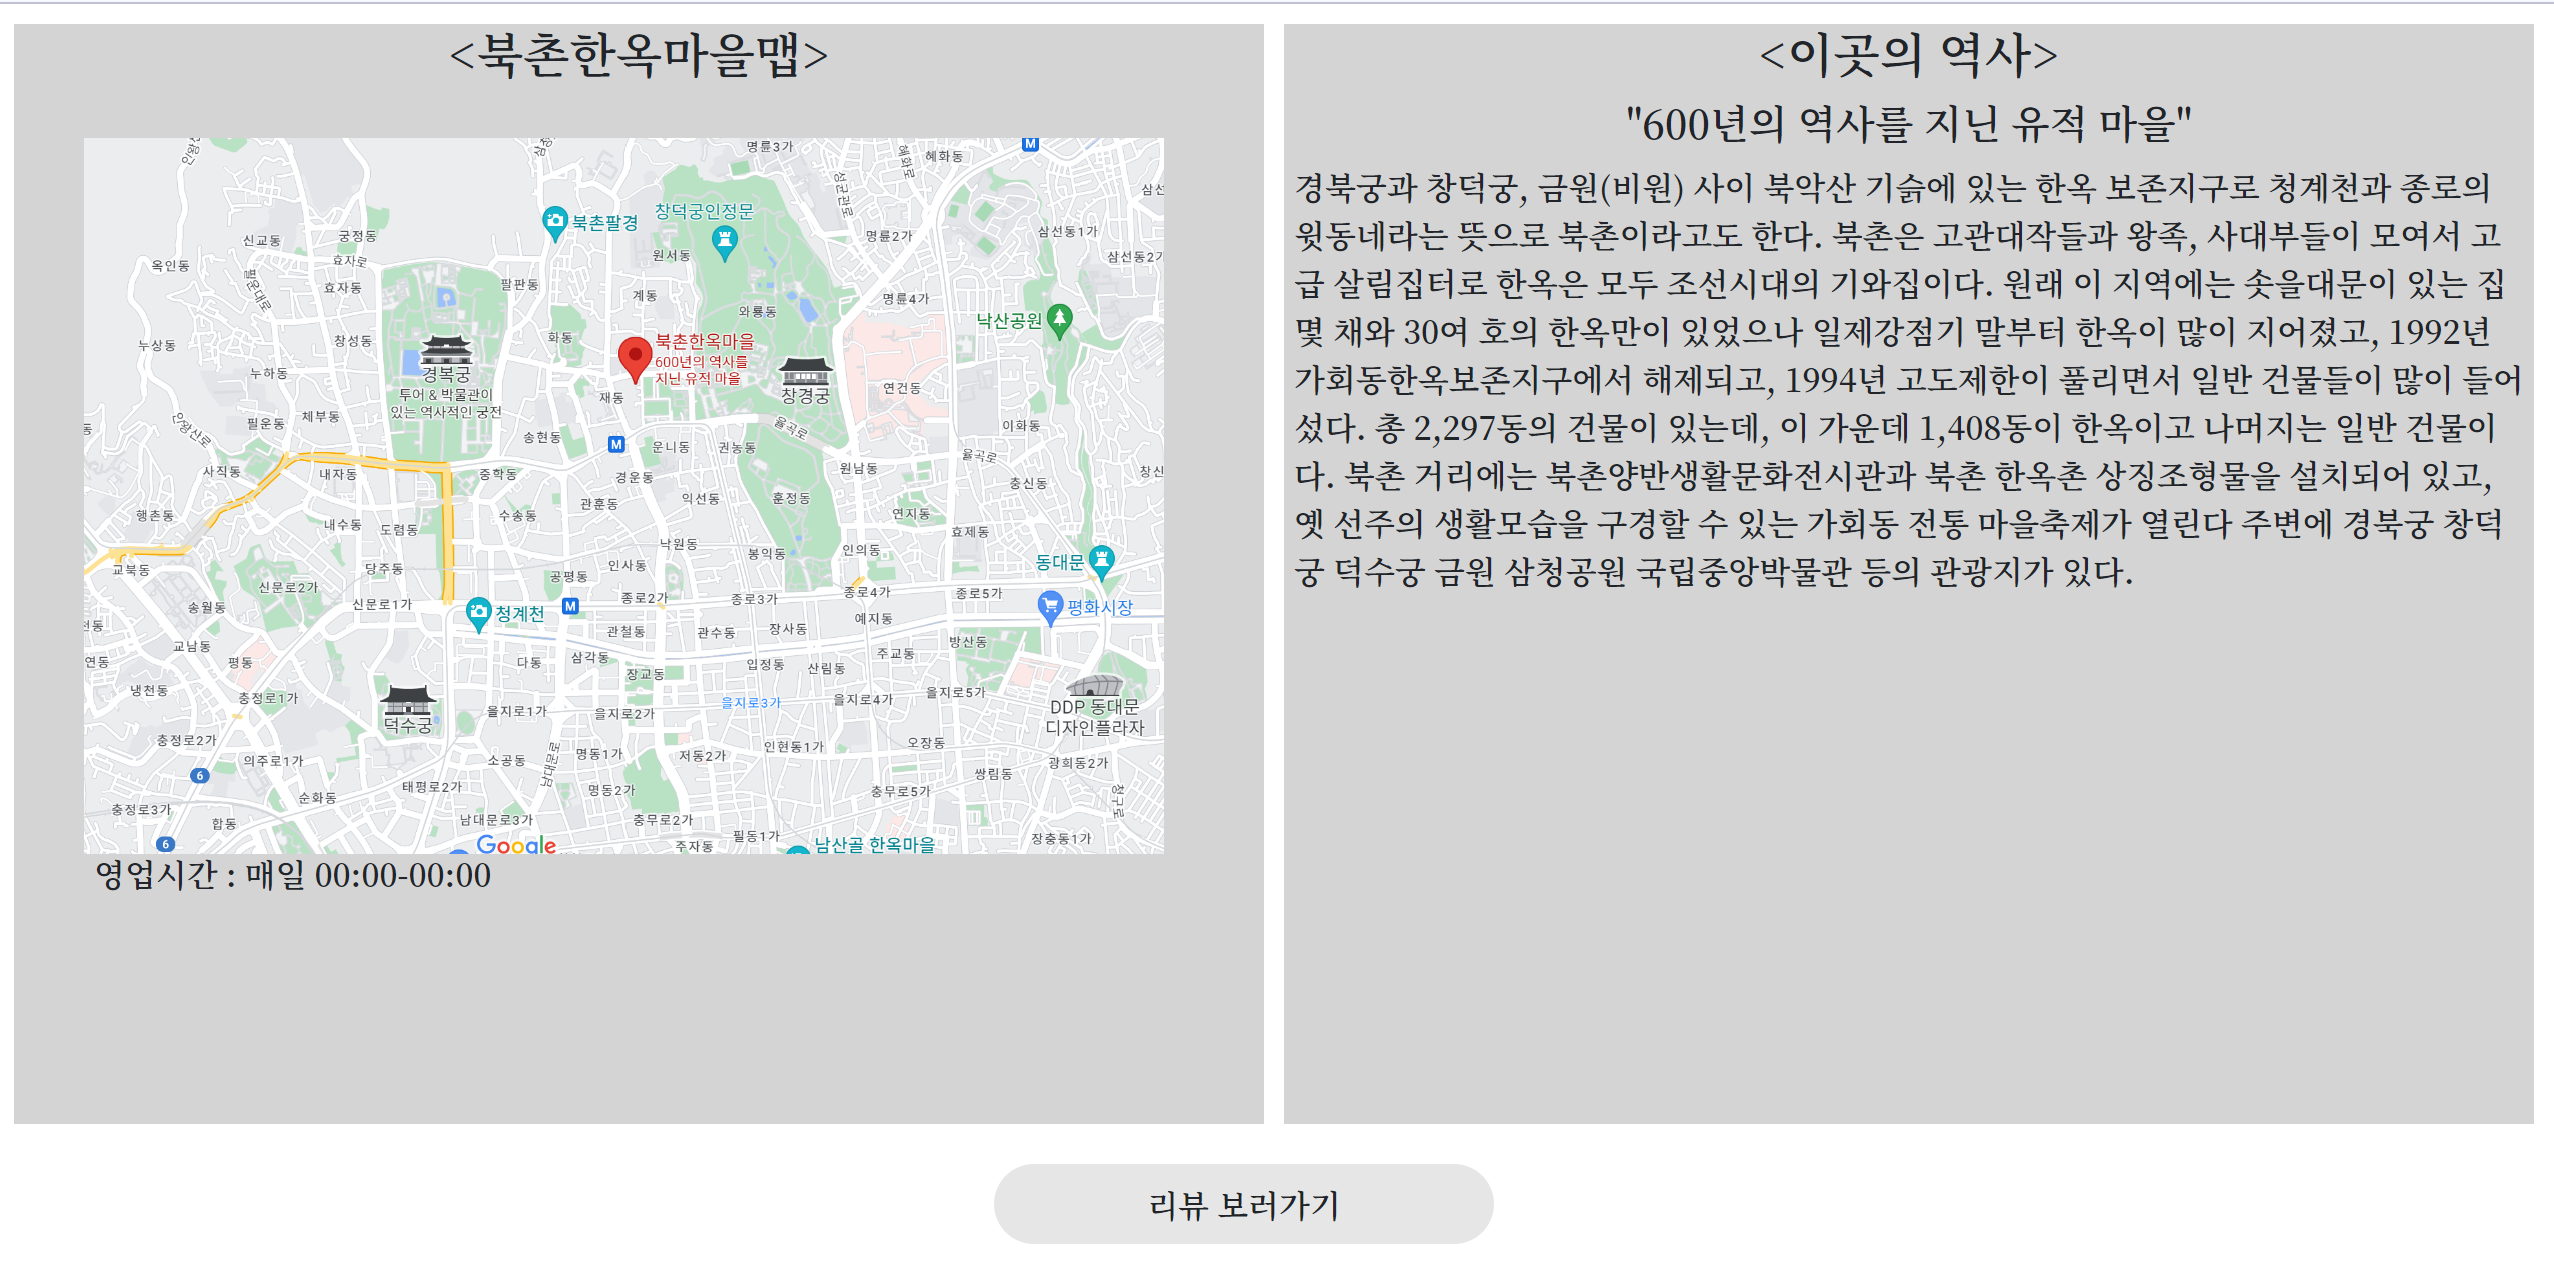 <북촌한옥마을맵>
명륜3가
혜화로
혜화동
성균관로
북촌팔경
창덕궁인정문
신교동
궁정동
명륜2가
삼선동1가
옥인동
효자로
원서동
삼선동2가
필운대로
효자동
팔판동
계동
명륜4가
와룡동
낙산공원
누상동
창성동
화동
북촌한옥마을
600년의 역사를
지닌 유적 마을
경복궁
투어 & 박물관이
있는 역사적인 궁전
누하동
창경궁
연건동
재동
필운동
체부동
인왕산로
송현동
운니동
권농동
율곡로
이화동
사직동
내자동
중학동
경운동
원남동
율곡로
충신동
창신
행촌동
내수동
도렴동
수송동
관훈동
익선동
훈정동
연지동
효제동
낙원동
봉익동
인의동
동대문
교북동
당주동
신문로2가
공평동
인사동
송월동
신문로1가
청계천
종로2가
종로3가
종로4가
종로5가
평화시장
관철동
관수동
장사동
예지동
교남동
평동
다동
삼각동
장교동
입정동
산림동
주교동
방산동
냉천동
충정로1가
덕수궁
을지로1가
을지로2가
을지로3가
을지로4가
을지로5가
DDP 동대문
디자인플라자
충정로2가
의주로1가
소공동
남대문로
명동1가
저동2가
인현동1가
오장동
광희동2가
쌍림동
6
순화동
태평로2가
명동2가
충무로5가
청구로
충정로3가
합동
남대문로3가
충무로2가
필동1가
장충동1가
6
Google
주자동
남산골 한옥마을
영업시간 : 매일 00:00-00:00
<이곳의 역사>
"600년의 역사를 지닌 유적 마을"
경북궁과 창덕궁, 금원(비원) 사이 북악산 기슭에 있는 한옥 보존지구로 청계천과 종로의
윗동네라는 뜻으로 북촌이라고도 한다. 북촌은 고관대작들과 왕족, 사대부들이 모여서 고
급 살림집터로 한옥은 모두 조선시대의 기와집이다. 원래 이 지역에는 솟을대문이 있는 집
몇 채와 30여 호의 한옥만이 있었으나 일제강점기 말부터 한옥이 많이 지어졌고, 1992년
가회동한옥보존지구에서 해제되고, 1994년 고도제한이 풀리면서 일반 건물들이 많이 들어
섰다. 총 2,297동의 건물이 있는데, 이 가운데 1,408동이 한옥이고 나머지는 일반 건물이
다. 북촌 거리에는 북촌양반생활문화전시관과 북촌 한옥촌 상징조형물을 설치되어 있고,
옛 선주의 생활모습을 구경할 수 있는 가회동 전통 마을축제가 열린다 주변에 경북궁 창덕
궁 덕수궁 금원 삼청공원 국립중앙박물관 등의 관광지가 있다.
리뷰 보러가기